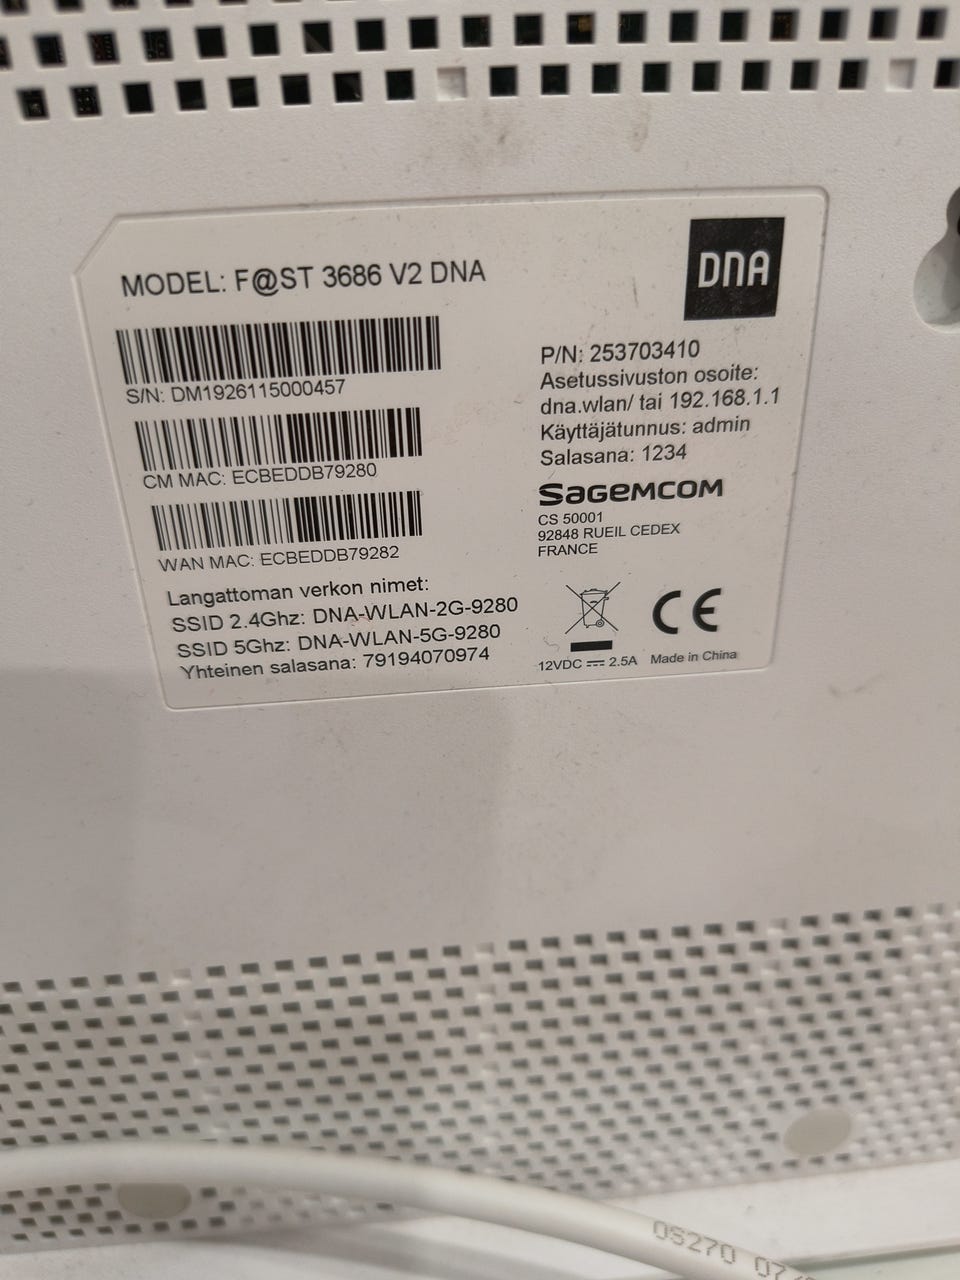 MODEL: F@ST 3686 V2 DNA
DNA
S/N: DM1926115000457
CM MAC: ECBEDDB79280
WAN MAC: ECBEDDB79282
Langattoman verkon nimet:
SSID 2.4Ghz: DNA-WLAN-2G-9280
SSID 5Ghz: DNA-WLAN-5G-9280
Yhteinen salasana: 79194070974
P/N: 253703410
Asetussivuston osoite:
dna.wlan/ tai 192.168.1.1
Käyttäjätunnus: admin
Salasana: 1234
SAGEMCOM
CS 50001
92848 RUEIL CEDEX
FRANCE
CE
12VDC ⎓ 2.5A Made in China
OS270